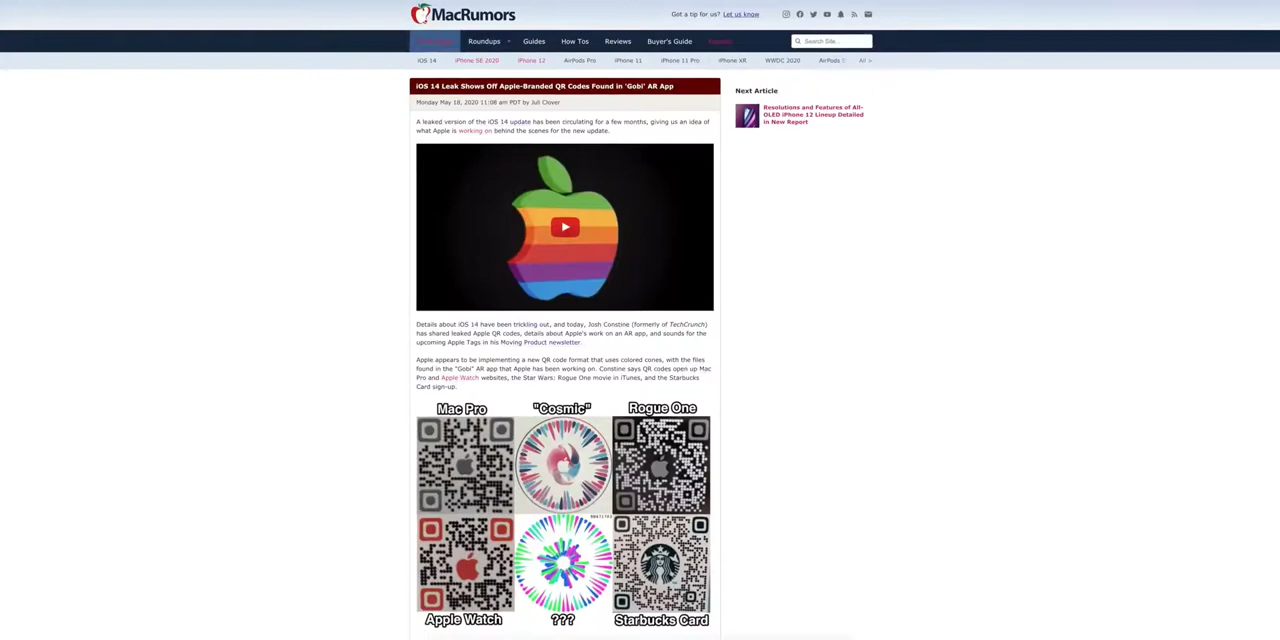 MacRumors
Got a tip for us? Let us know
Roundups Guides How Tos Reviews Buyer's Guide
Search Site...
iOS 14 iPhone SE 2020 iPhone 12 AirPods Pro iPhone 11 iPhone 11 Pro iPhone XR WWDC 2020 AirPods All >
iOS 14 Leak Shows Off Apple-Branded QR Codes Found in 'Gobi' AR App
Monday May 18, 2020 11:08 am PDT by Juli Clover
A leaked version of the iOS 14 update has been circulating for a few months, giving us an idea of
what Apple is working on behind the scenes for the new update.
Details about iOS 14 have been trickling out, and today, Josh Constine (formerly of TechCrunch)
has shared leaked Apple QR codes, details about Apple's work on an AR app, and sounds for the
upcoming Apple Tags in his Moving Product newsletter.
Apple appears to be implementing a new QR code format that uses colored cones, with the files
found in the "Gobi" AR app that Apple has been working on. Constine says QR codes open up Mac
Pro and Apple Watch websites, the Star Wars: Rogue One movie in iTunes, and the Starbucks
Card sign-up.
Mac Pro "Cosmic" Rogue One
Apple Watch ??? Starbucks Card
Next Article
Resolutions and Features of All-
OLED iPhone 12 Lineup Detailed
in New Report